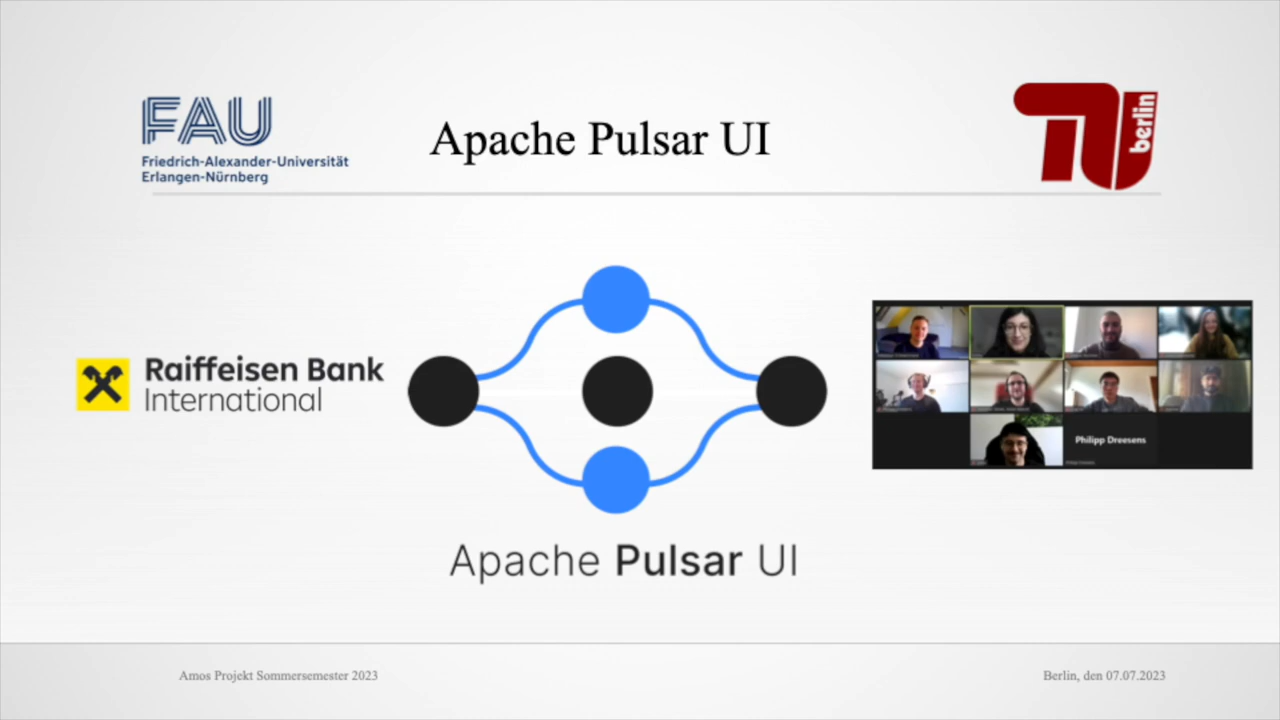 FAU
Friedrich-Alexander-Universität
Erlangen-Nürnberg
Apache Pulsar UI
TU
berlin
Raiffeisen Bank
International
Philipp Dreesens
Apache Pulsar UI
Amos Projekt Sommersemester 2023
Berlin, den 07.07.2023